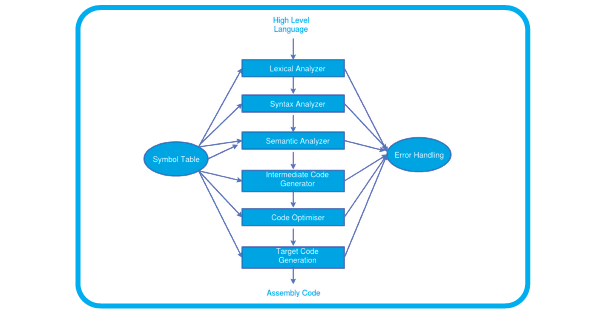 High Level
Language
Lexical Analyzer
Syntax Analyzer
Semantic Analyzer
Symbol Table
Error Handling
Intermediate Code
Generator
Code Optimiser
Target Code
Generation
Assembly Code